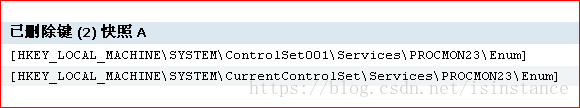 已删除键 (2) 快照 A
[HKEY_LOCAL_MACHINE\SYSTEM\ControlSet001\Services\PROCMON23\Enum]
[HKEY_LOCAL_MACHINE\SYSTEM\CurrentControlSet\Services\PROCMON23\Enum]
https://blog.csdn.net/isinstance